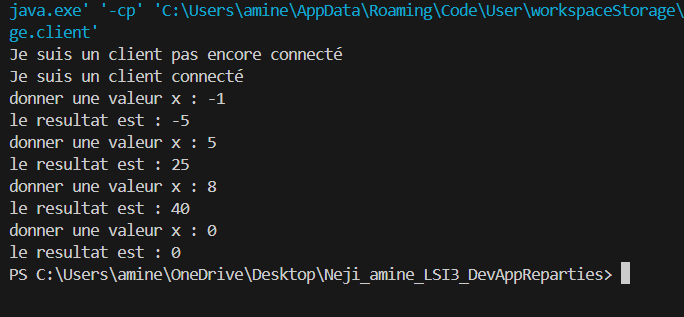 java.exe' '-cp' 'C:\Users\amine\AppData\Roaming\Code\User\workspaceStorage\
ge.client'
Je suis un client pas encore connecté
Je suis un client connecté
donner une valeur x : -1
le resultat est : -5
donner une valeur x : 5
le resultat est : 25
donner une valeur x : 8
le resultat est : 40
donner une valeur x : 0
le resultat est : 0
PS C:\Users\amine\OneDrive\Desktop\Neji_amine_LSI3_DevAppReparties>